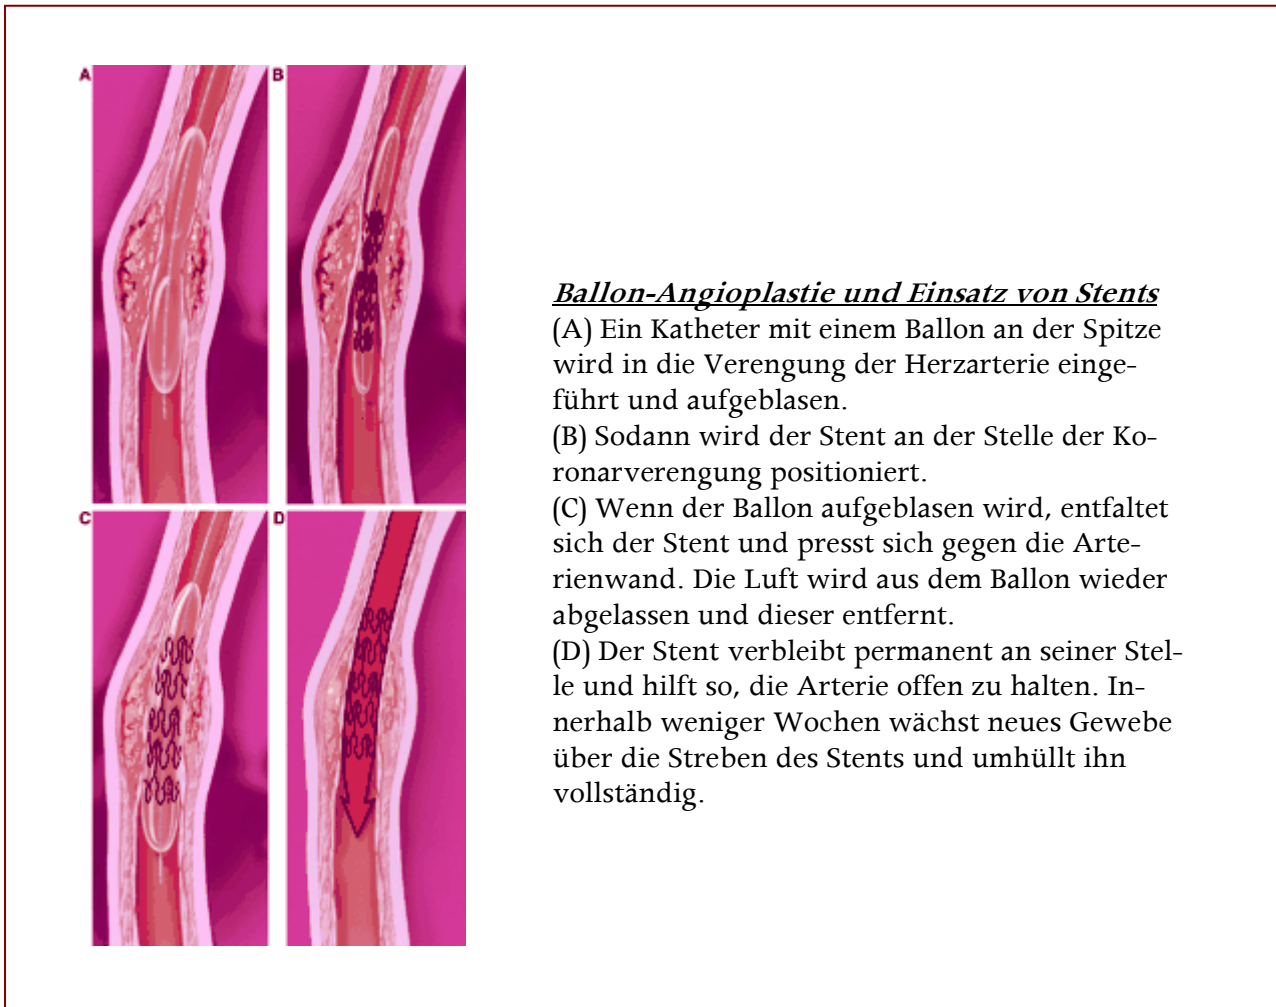 A
B
C
D
Ballon-Angioplastie und Einsatz von Stents
(A) Ein Katheter mit einem Ballon an der Spitze
wird in die Verengung der Herzarterie einge-
führt und aufgeblasen.
(B) Sodann wird der Stent an der Stelle der Ko-
ronarverengung positioniert.
(C) Wenn der Ballon aufgeblasen wird, entfaltet
sich der Stent und presst sich gegen die Arte-
rienwand. Die Luft wird aus dem Ballon wieder
abgelassen und dieser entfernt.
(D) Der Stent verbleibt permanent an seiner Stel-
le und hilft so, die Arterie offen zu halten. In-
nerhalb weniger Wochen wächst neues Gewebe
über die Streben des Stents und umhüllt ihn
vollständig.